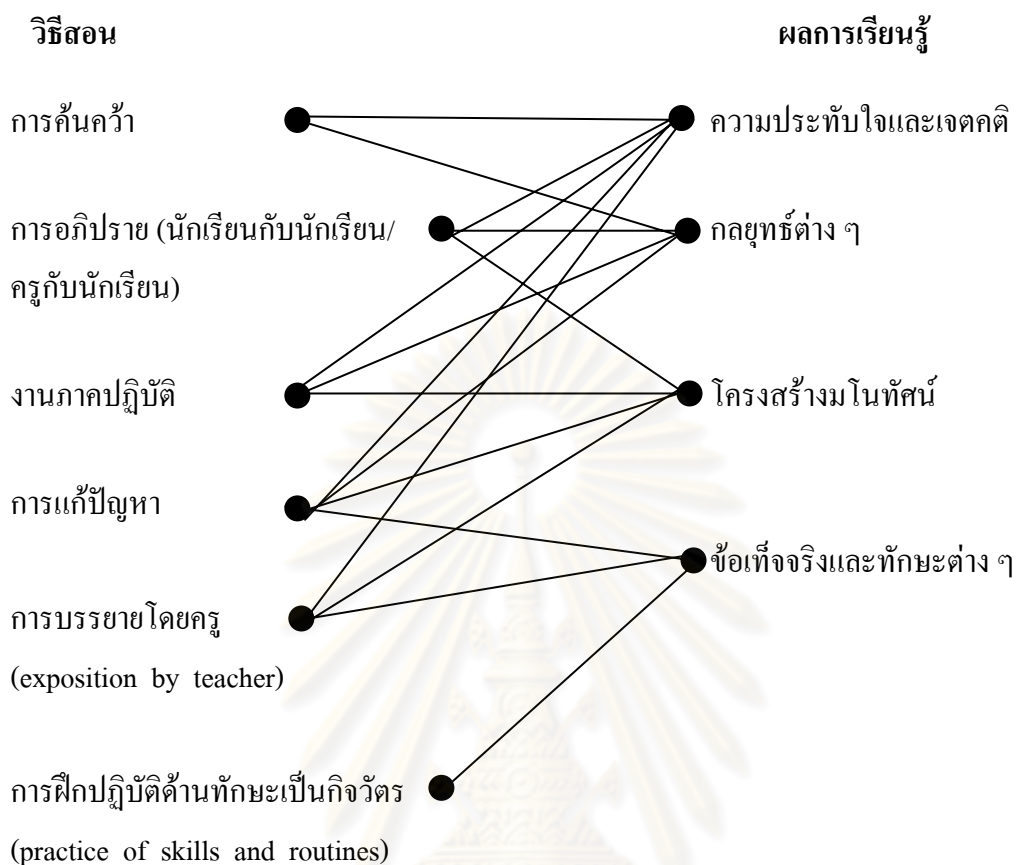 วิธีสอน ผลการเรียนรู้
การค้นคว้า ความประทับใจและเจตคติ
การอภิปราย (นักเรียนกับนักเรียน/ กลยุทธ์ต่าง ๆ
ครูกับนักเรียน)
งานภาคปฏิบัติ โครงสร้างมโนทัศน์
การแก้ปัญหา
ข้อเท็จจริงและทักษะต่าง ๆ
การบรรยายโดยครู
(exposition by teacher)
การฝึกปฏิบัติด้านทักษะเป็นกิจวัตร
(practice of skills and routines)